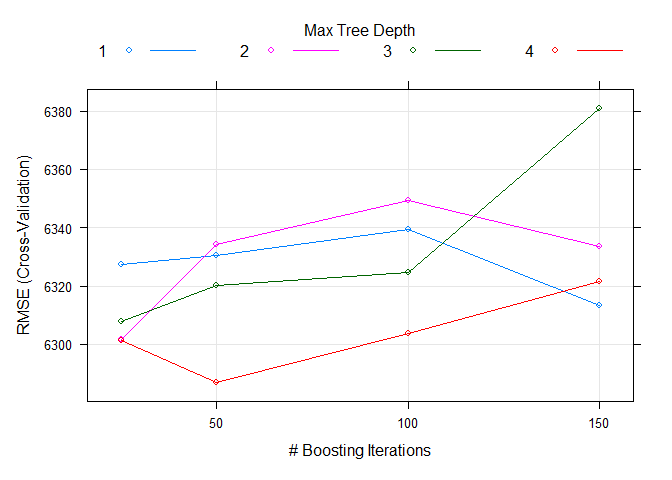 Max Tree Depth
1 2 3 4
6380
6360
6340
6320
6300
RMSE (Cross-Validation)
50 100 150
# Boosting Iterations